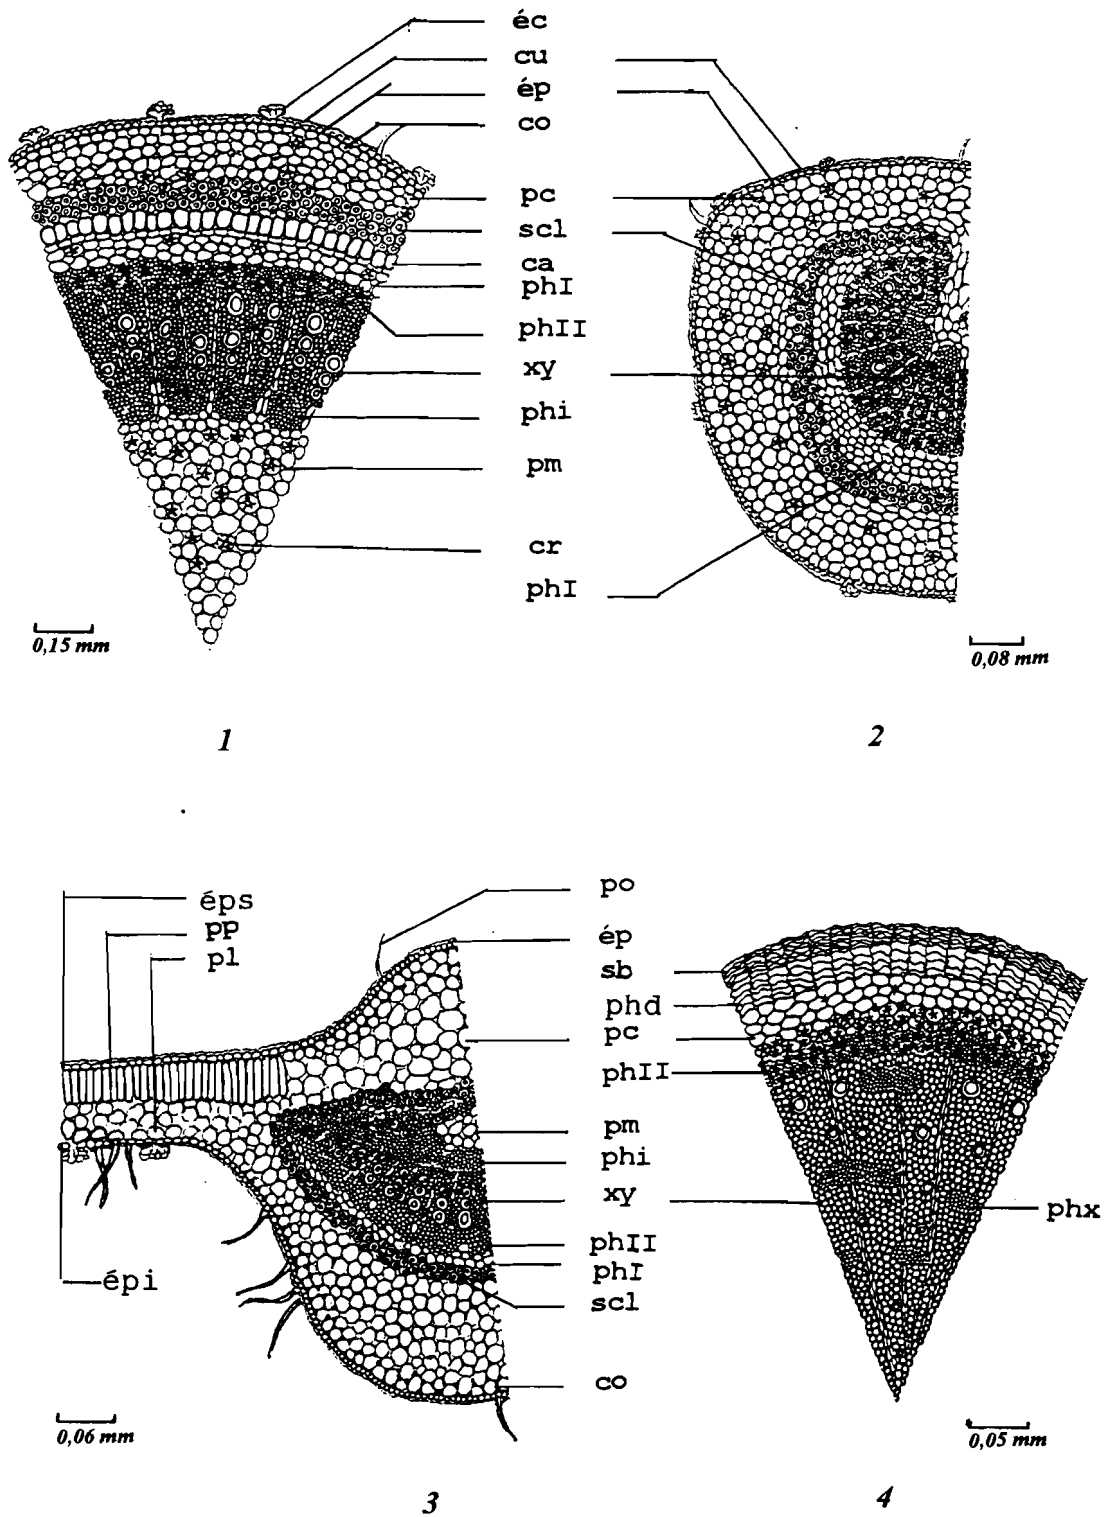 éc
cu
ép
co
pc
scl
ca
phI
phII
xy
phi
pm
cr
phI
0,15 mm
0,08 mm
1
2
éps
pp
pl
épi
po
ép
sb
phd
pc
phII
pm
phi
xy
phx
phII
phI
scl
co
0,06 mm
0,05 mm
3
4